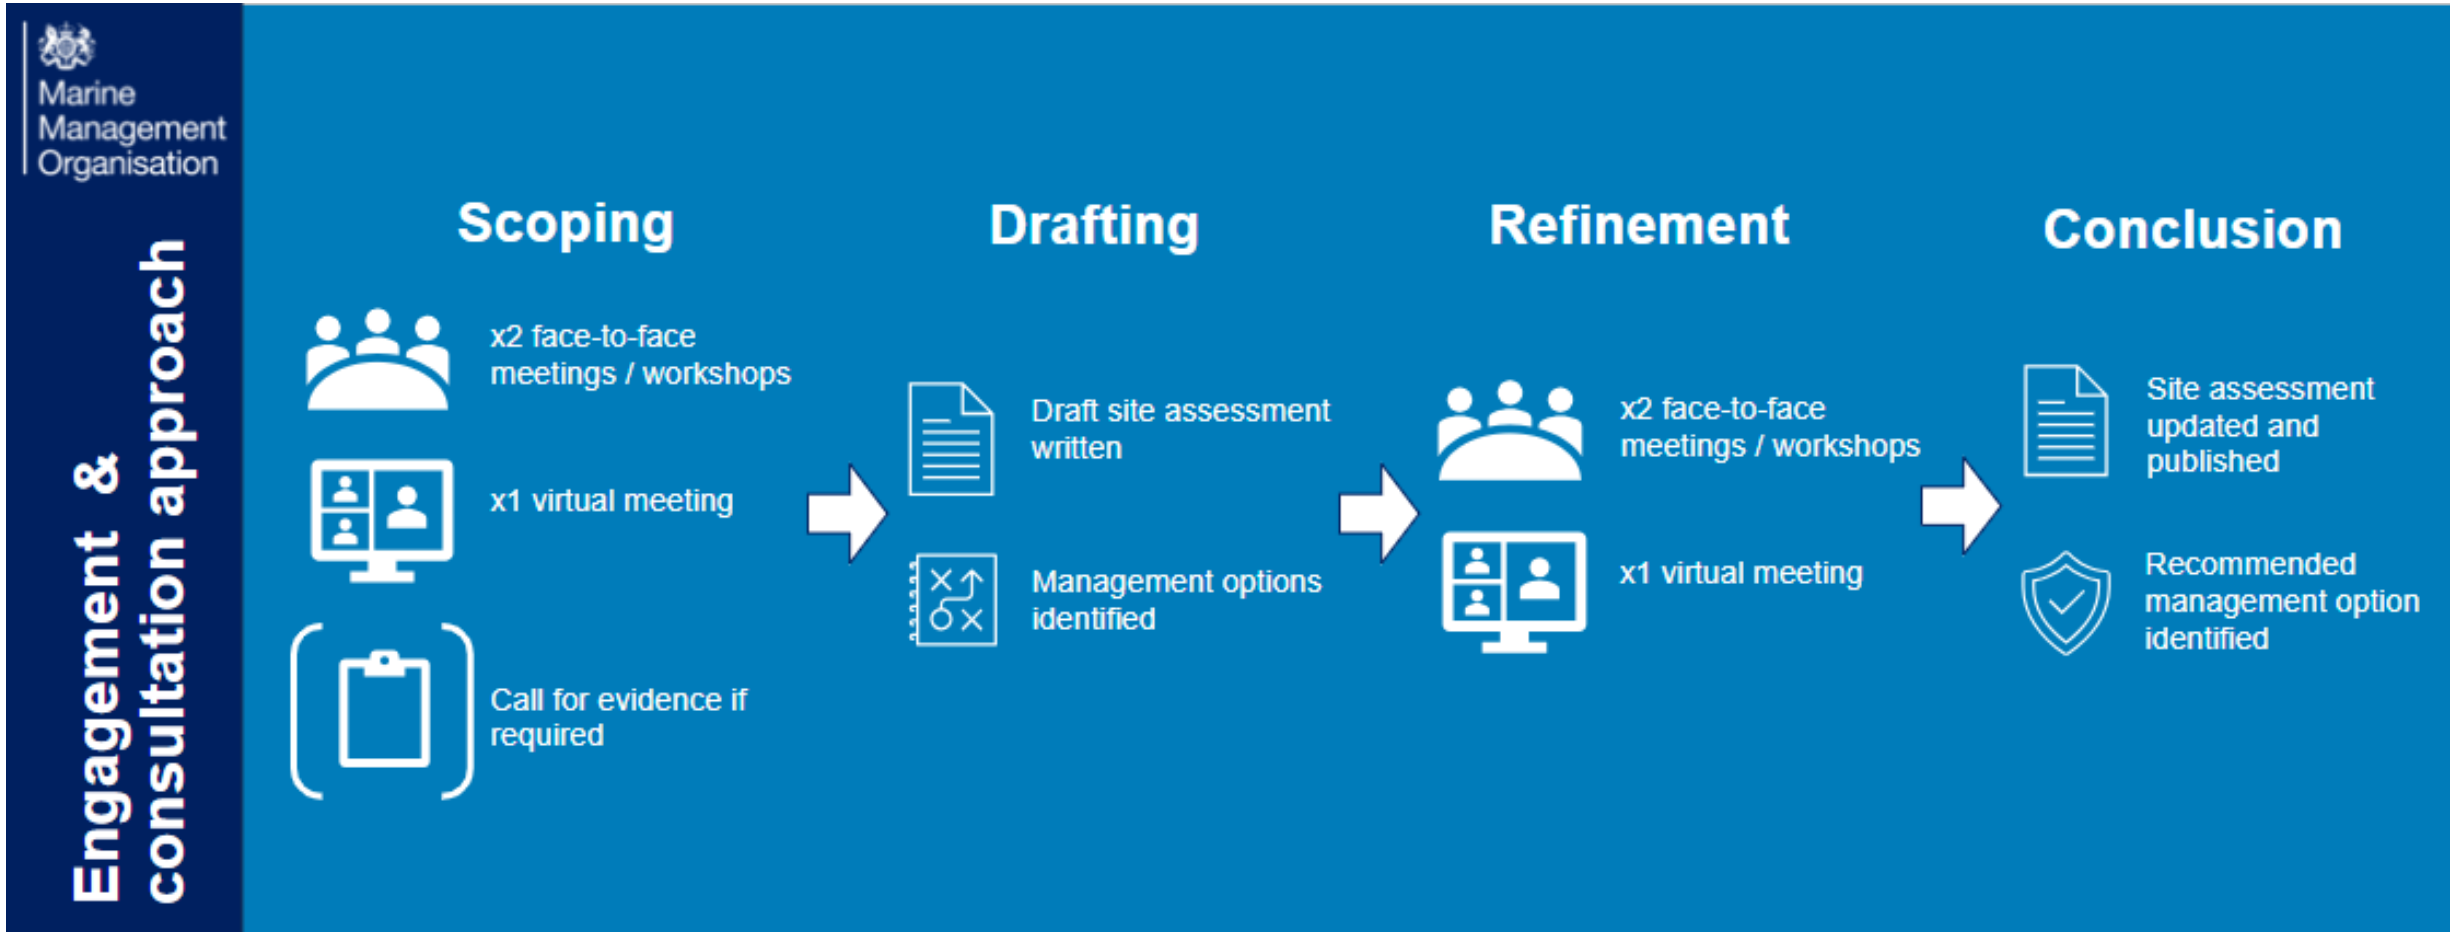 Marine
Management
Organisation
Engagement &
consultation approach
Scoping
x2 face-to-face
meetings / workshops
x1 virtual meeting
Call for evidence if
required
Drafting
Draft site assessment
written
Management options
identified
Refinement
x2 face-to-face
meetings / workshops
x1 virtual meeting
Conclusion
Site assessment
updated and
published
Recommended
management option
identified